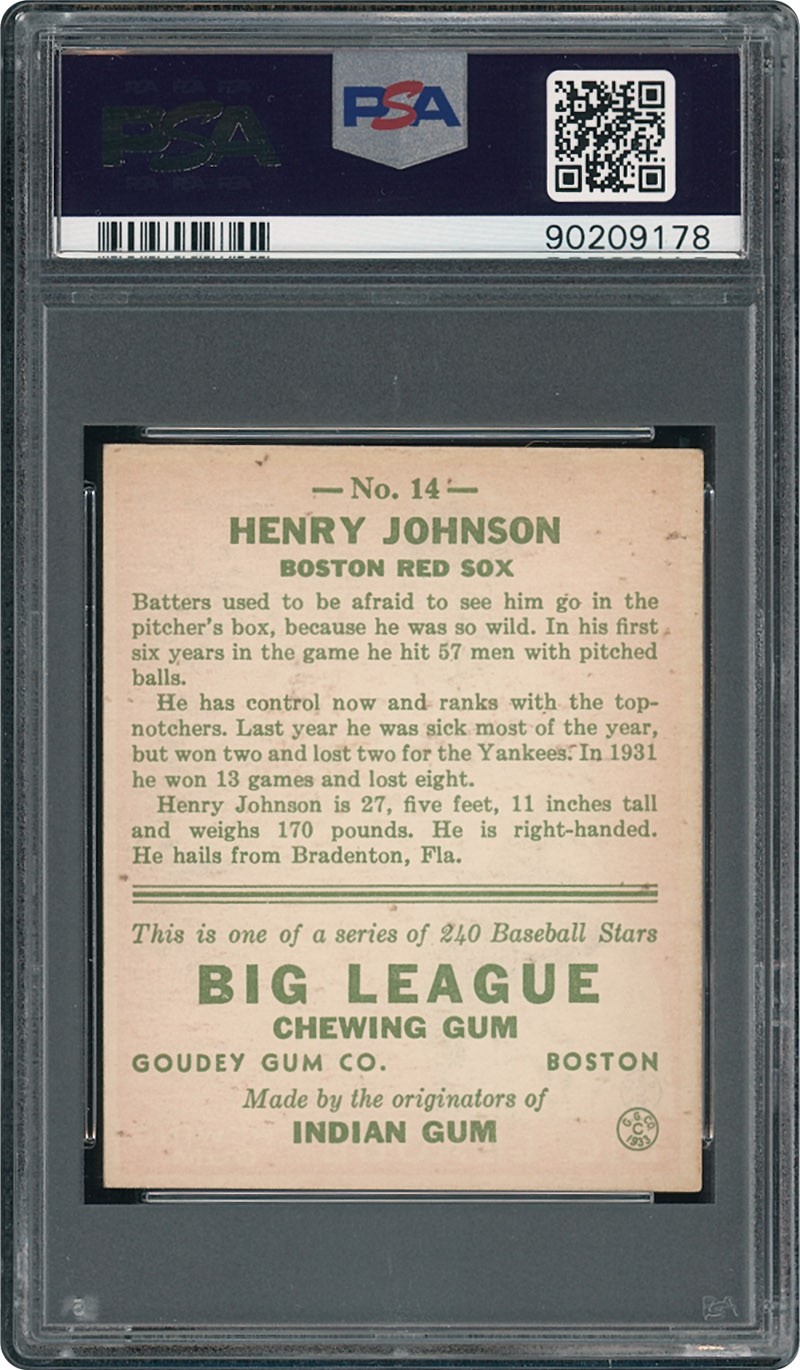 PSA
PSA
90209178
— No. 14 —
HENRY JOHNSON
BOSTON RED SOX
Batters used to be afraid to see him go in the
pitcher's box, because he was so wild. In his first
six years in the game he hit 57 men with pitched
balls.
He has control now and ranks with the top-
notchers. Last year he was sick most of the year,
but won two and lost two for the Yankees. In 1931
he won 13 games and lost eight.
Henry Johnson is 27, five feet, 11 inches tall
and weighs 170 pounds. He is right-handed.
He hails from Bradenton, Fla.
This is one of a series of 240 Baseball Stars
BIG LEAGUE
CHEWING GUM
GOUDEY GUM CO. BOSTON
Made by the originators of
INDIAN GUM
G. G. CO.
C
1933
PSA